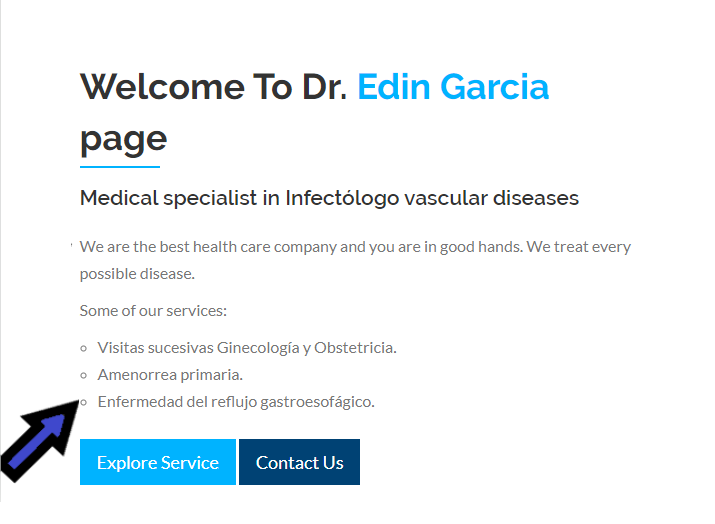 Welcome To Dr. Edin Garcia
page
Medical specialist in Infectólogo vascular diseases
We are the best health care company and you are in good hands. We treat every
possible disease.
Some of our services:
Visitas sucesivas Ginecología y Obstetricia.
Amenorrea primaria.
Enfermedad del reflujo gastroesofágico.
Explore Service
Contact Us